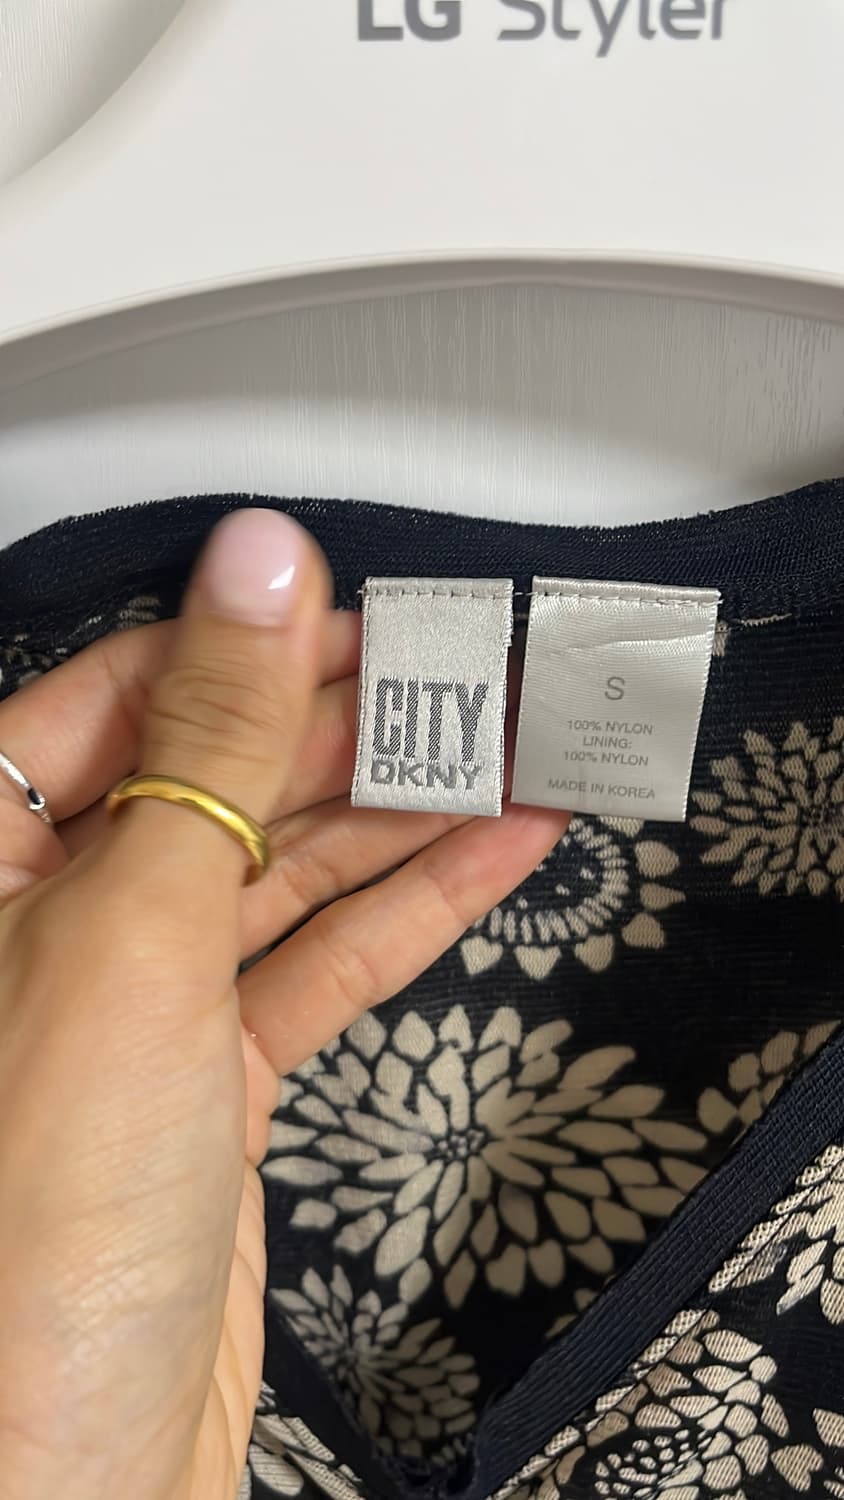 LG Styler
CITY
DKNY
S
100% NYLON
LINING:
100% NYLON
MADE IN KOREA